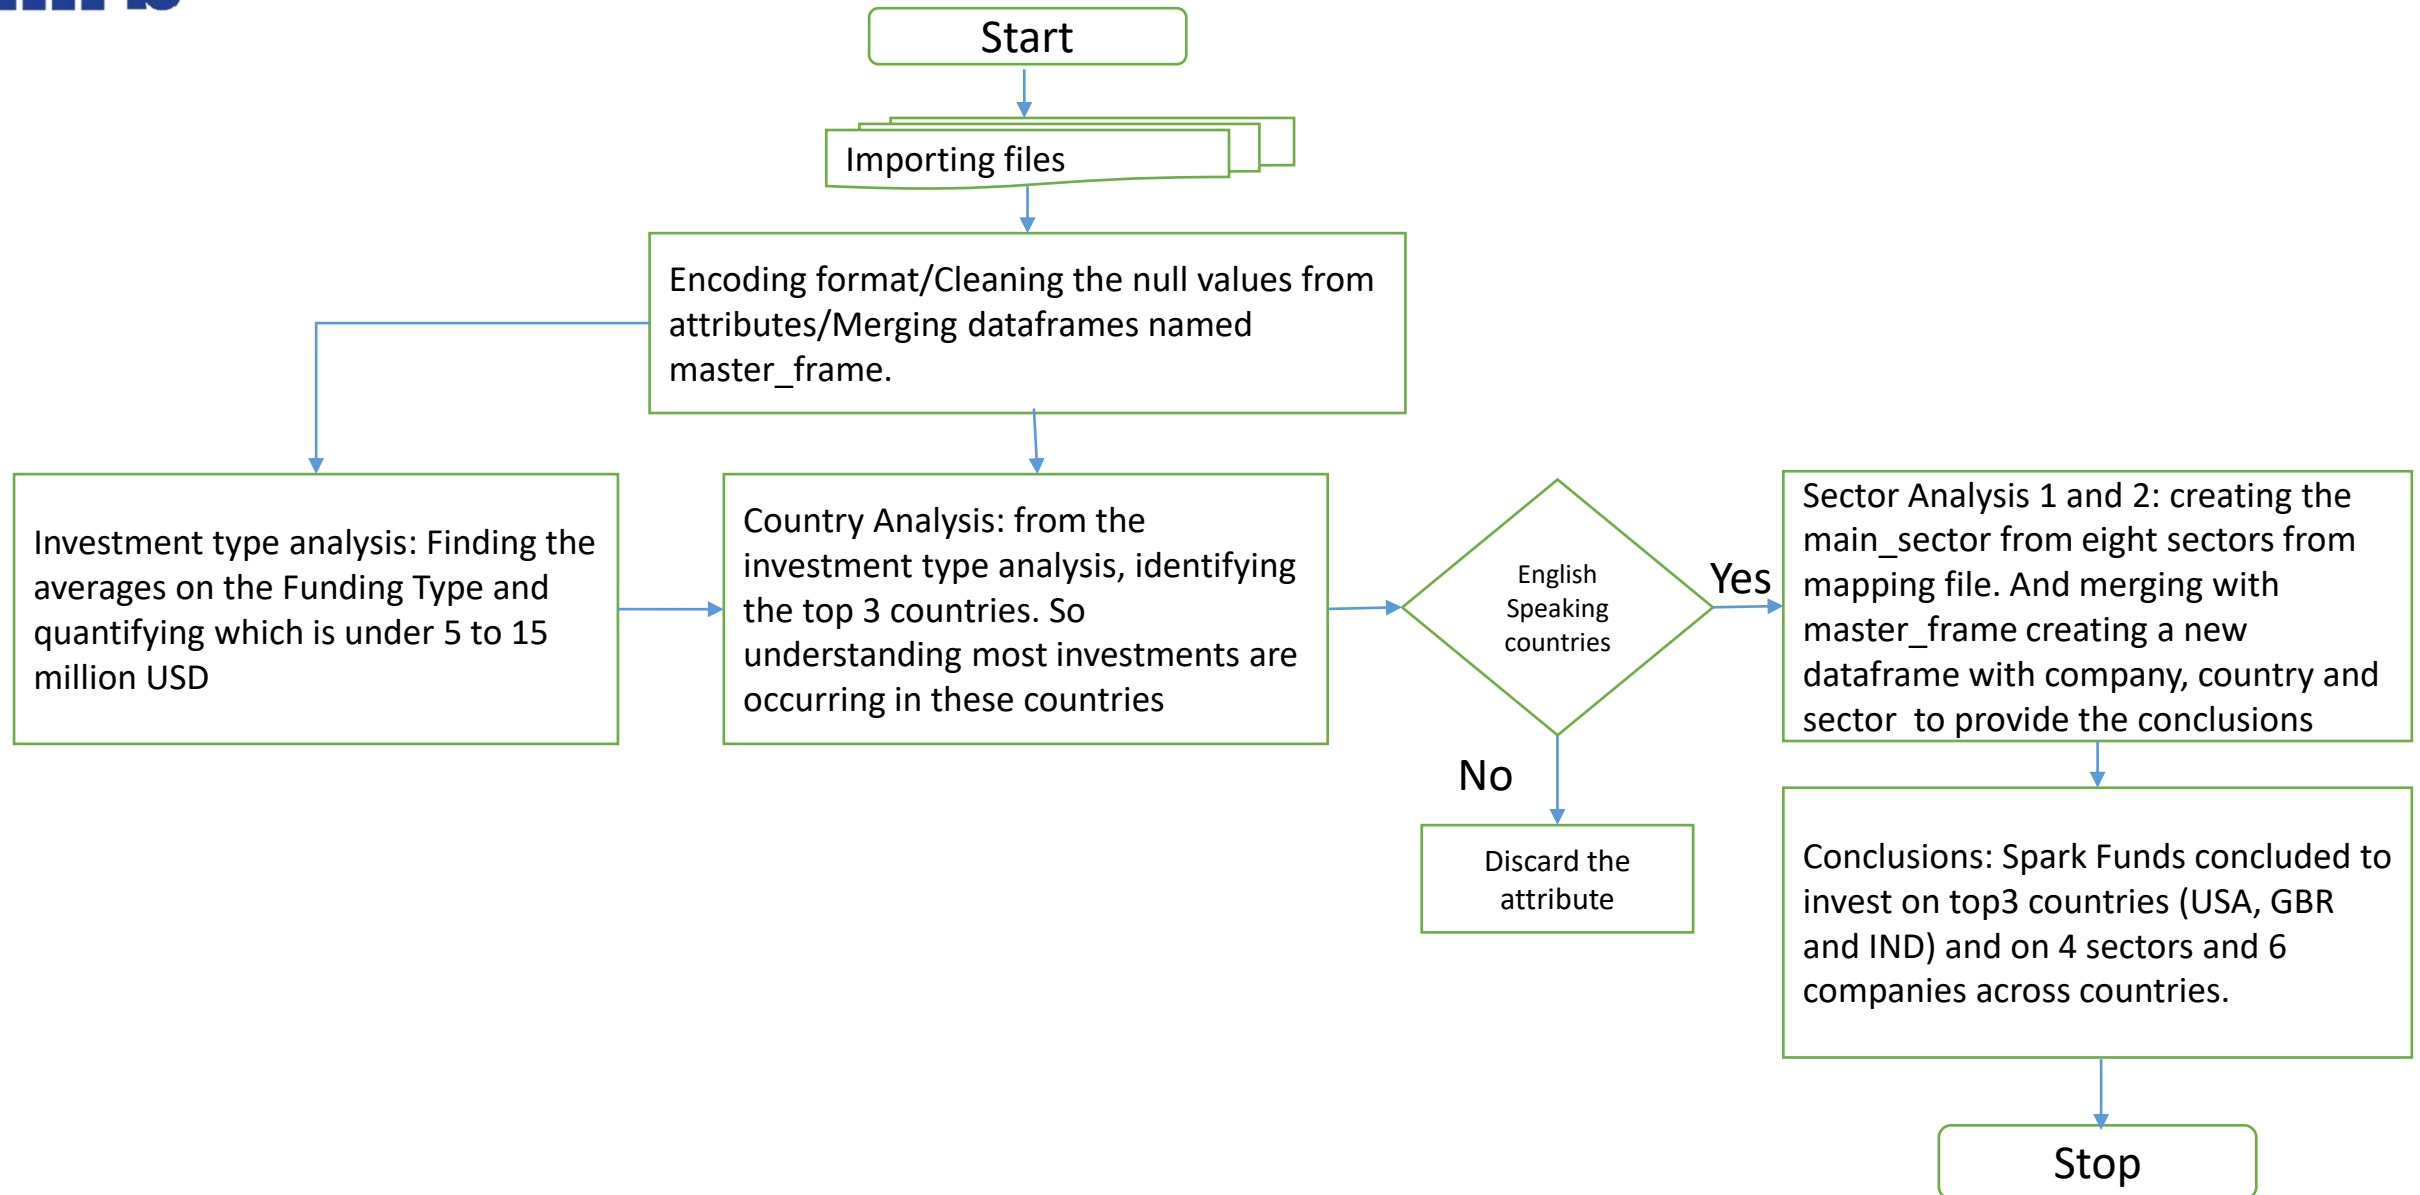 Start
Importing files
Encoding format/Cleaning the null values from
attributes/Merging dataframes named
master_frame.
Investment type analysis: Finding the
averages on the Funding Type and
quantifying which is under 5 to 15
million USD
Country Analysis: from the
investment type analysis, identifying
the top 3 countries. So
understanding most investments are
occurring in these countries
English
Speaking
countries
Yes
No
Discard the
attribute
Sector Analysis 1 and 2: creating the
main_sector from eight sectors from
mapping file. And merging with
master_frame creating a new
dataframe with company, country and
sector  to provide the conclusions
Conclusions: Spark Funds concluded to
invest on top3 countries (USA, GBR
and IND) and on 4 sectors and 6
companies across countries.
Stop